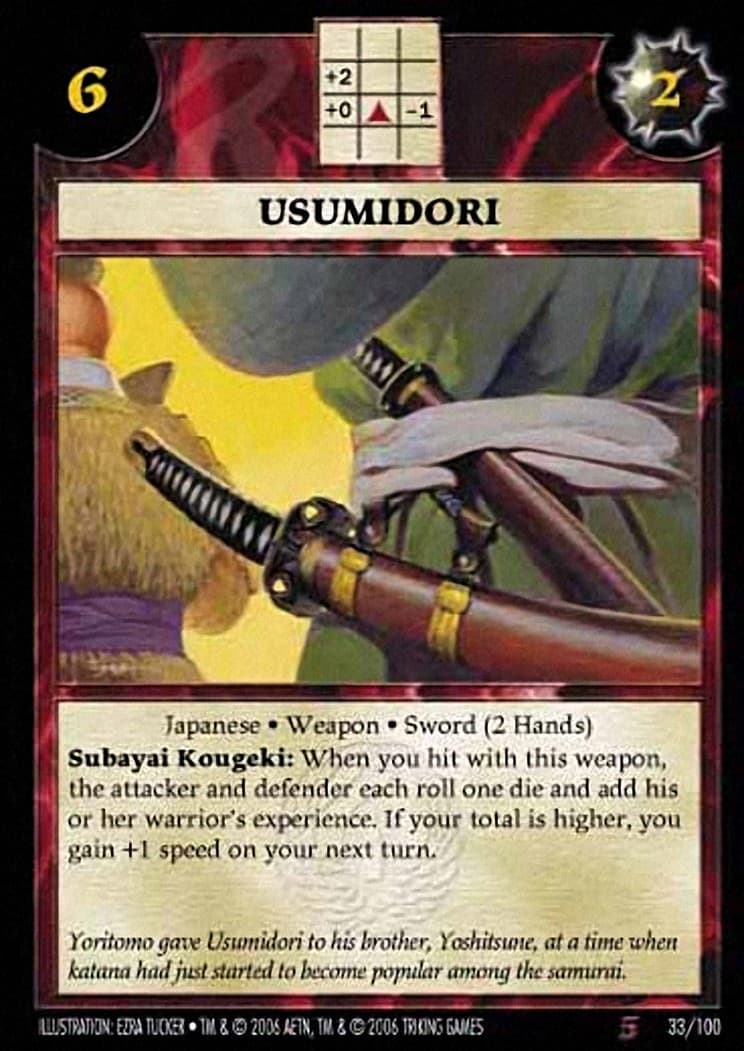 6
+2
+0 -1
2
USUMIDORI
Japanese • Weapon • Sword (2 Hands)
Subayai Kougeki: When you hit with this weapon,
the attacker and defender each roll one die and add his
or her warrior's experience. If your total is higher, you
gain +1 speed on your next turn.
Yoritomo gave Usumidori to his brother, Yoshitsune, at a time when
katana had just started to become popular among the samurai.
ILLUSTRATION: EZRA TUCKER • TM & © 2006 AETN, TM & © 2006 TRIKING GAMES
33/100